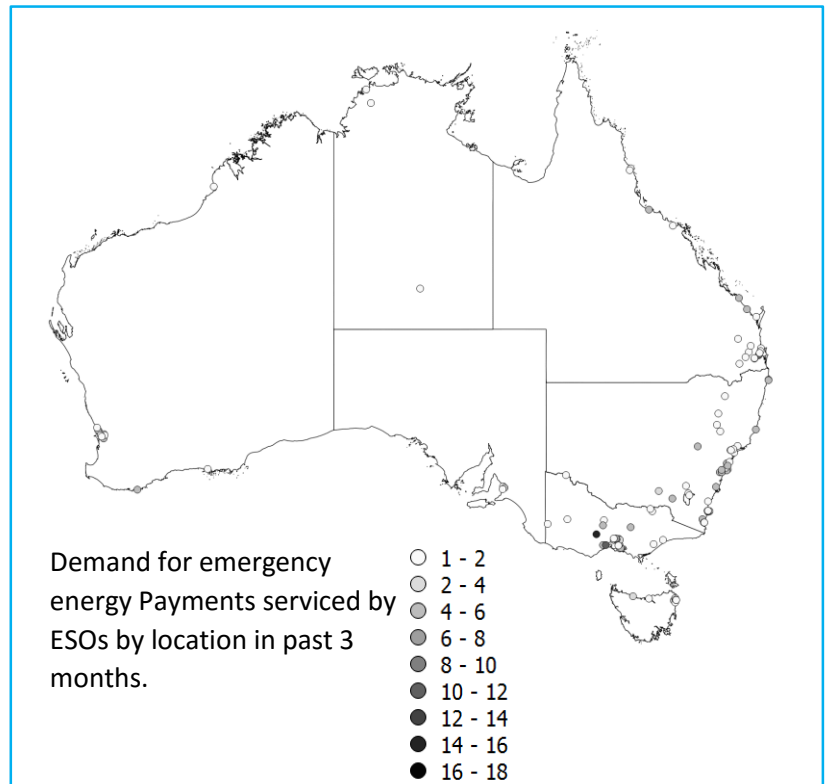 Demand for emergency
energy Payments serviced by
ESOs by location in past 3
months.
1 - 2
2 - 4
4 - 6
6 - 8
8 - 10
10 - 12
12 - 14
14 - 16
16 - 18